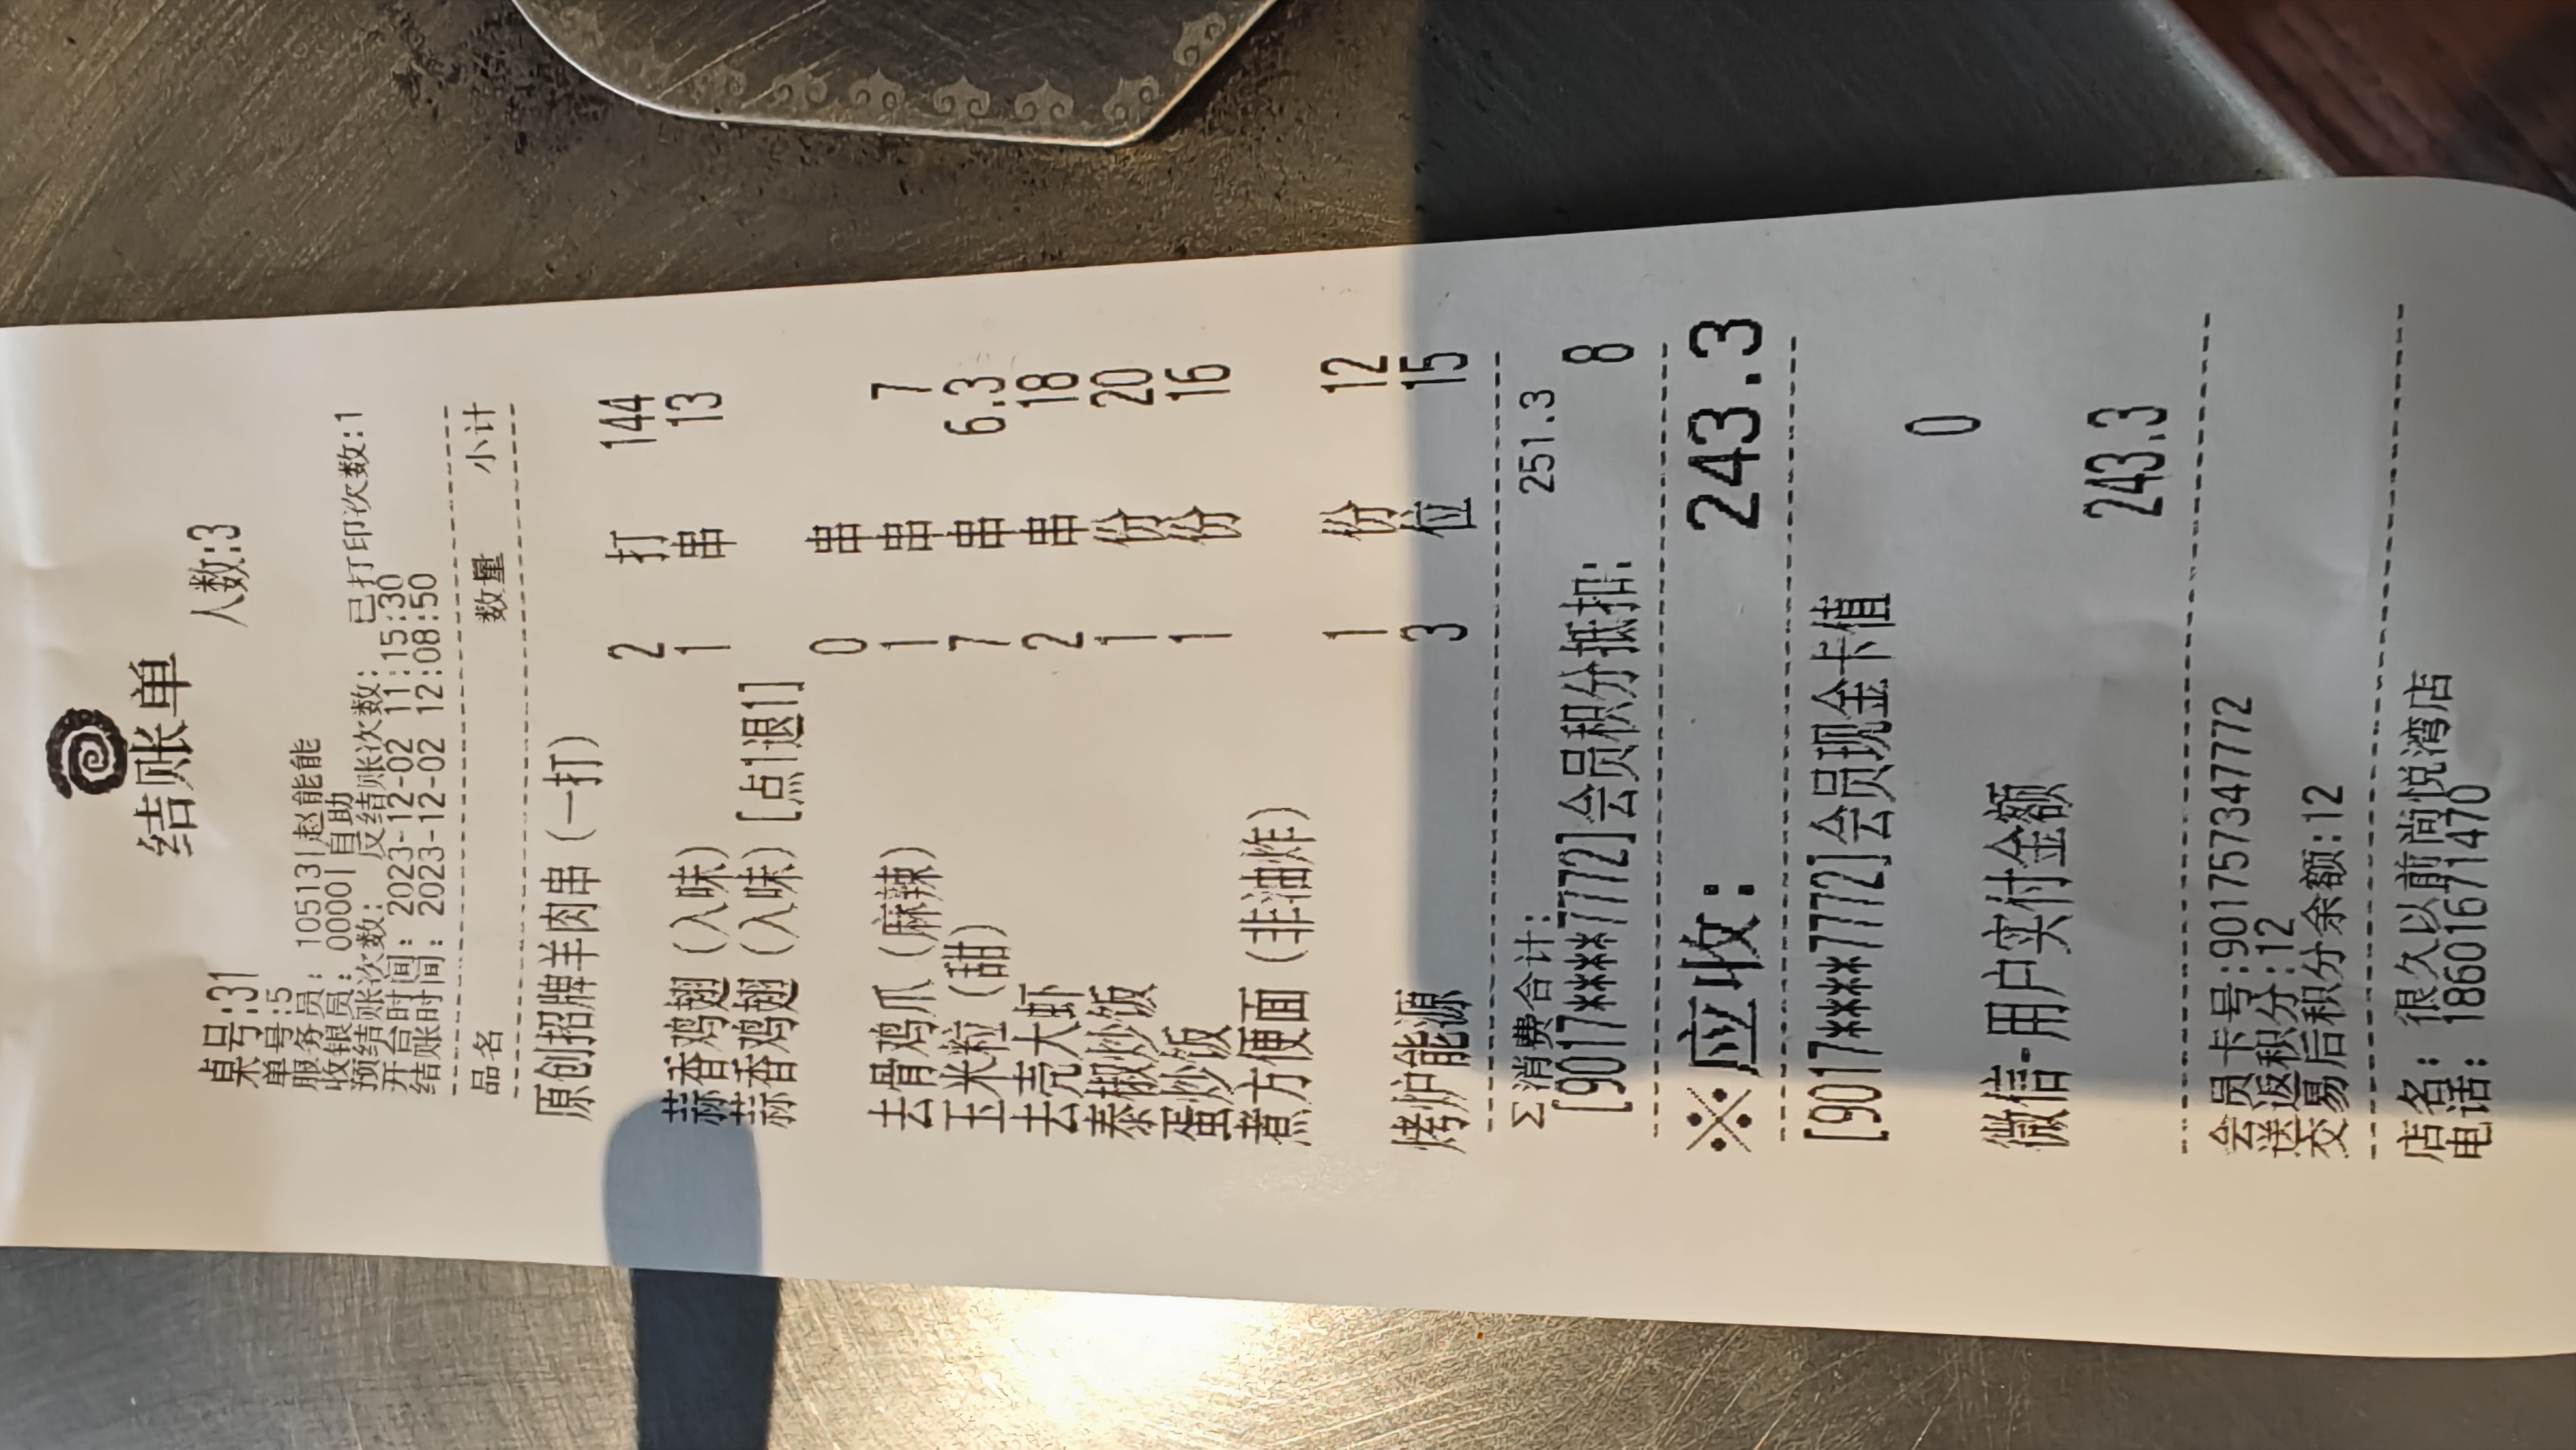 结账单
桌号:31 人数:3
单号:5
服务员: 10513|赵能能
收银员: 00001|自助
预结账次数: 反结账次数: 已打印次数:1
开台时间: 2023-12-02 11:15:30
结账时间: 2023-12-02 12:08:50
品名 数量 小计
原创招牌羊肉串(一打)
2 打 144
蒜香鸡翅(入味) 1 串 13
蒜香鸡翅(入味)[点1退1]
0 串
去骨鸡爪(麻辣) 1 串 7
玉米粒(甜) 7 串 6.3
去壳大虾 2 串 18
泰椒炒饭 1 份 20
蛋炒饭 1 份 16
煮方便面(非油炸)
1 份 12
烤炉能源 3 位 15
Σ消费合计: 251.3
[9017****7772]会员积分抵扣: 8
※应收: 243.3
[9017****7772]会员现金卡值
0
微信-用户实付金额
243.3
会员卡号:9017573477772
送返积分:12
交易后积分余额:12
店名: 很久以前尚悦湾店
电话: 18601671470